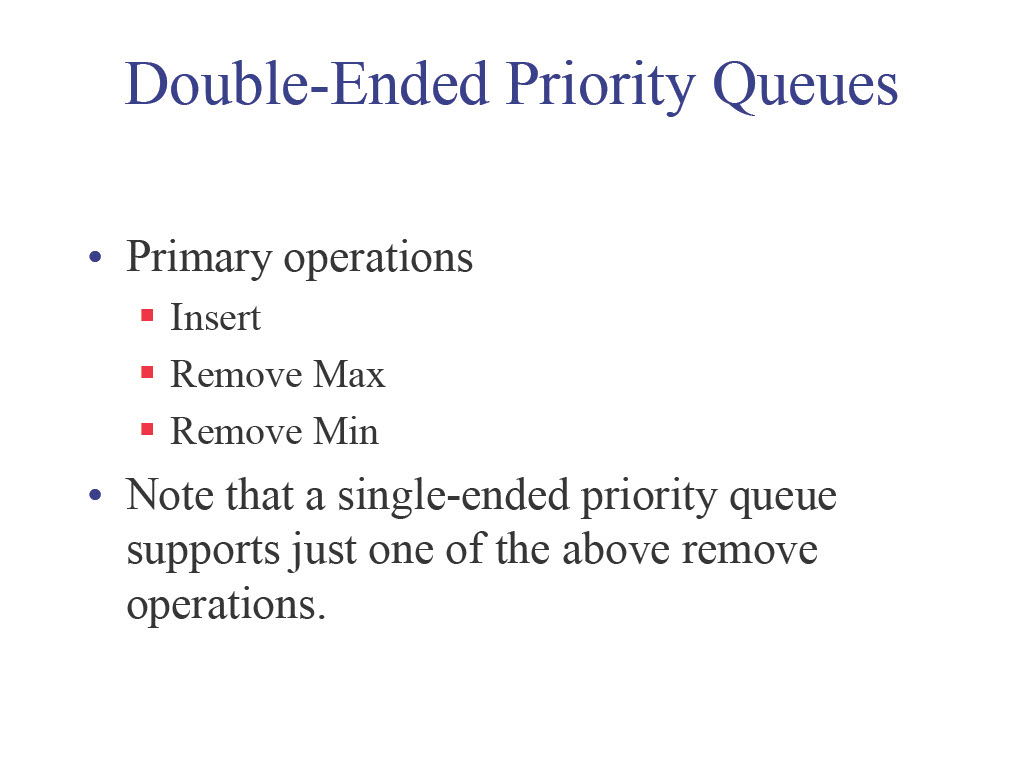 Double-Ended Priority Queues
• Primary operations
▪ Insert
▪ Remove Max
▪ Remove Min
• Note that a single-ended priority queue
supports just one of the above remove
operations.